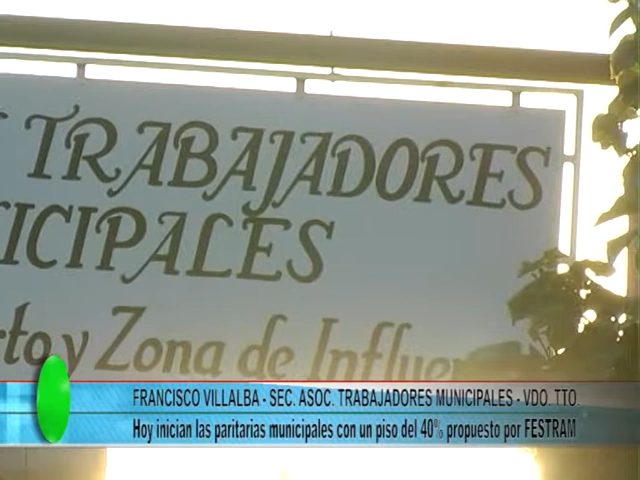 TRABAJADORES
ICIPALES
rto y Zona de Influe
FRANCISCO VILLALBA - SEC. ASOC. TRABAJADORES MUNICIPALES - VDO. TTO
Hoy inician las paritarias municipales con un piso del 40% propuesto por FESTRAM